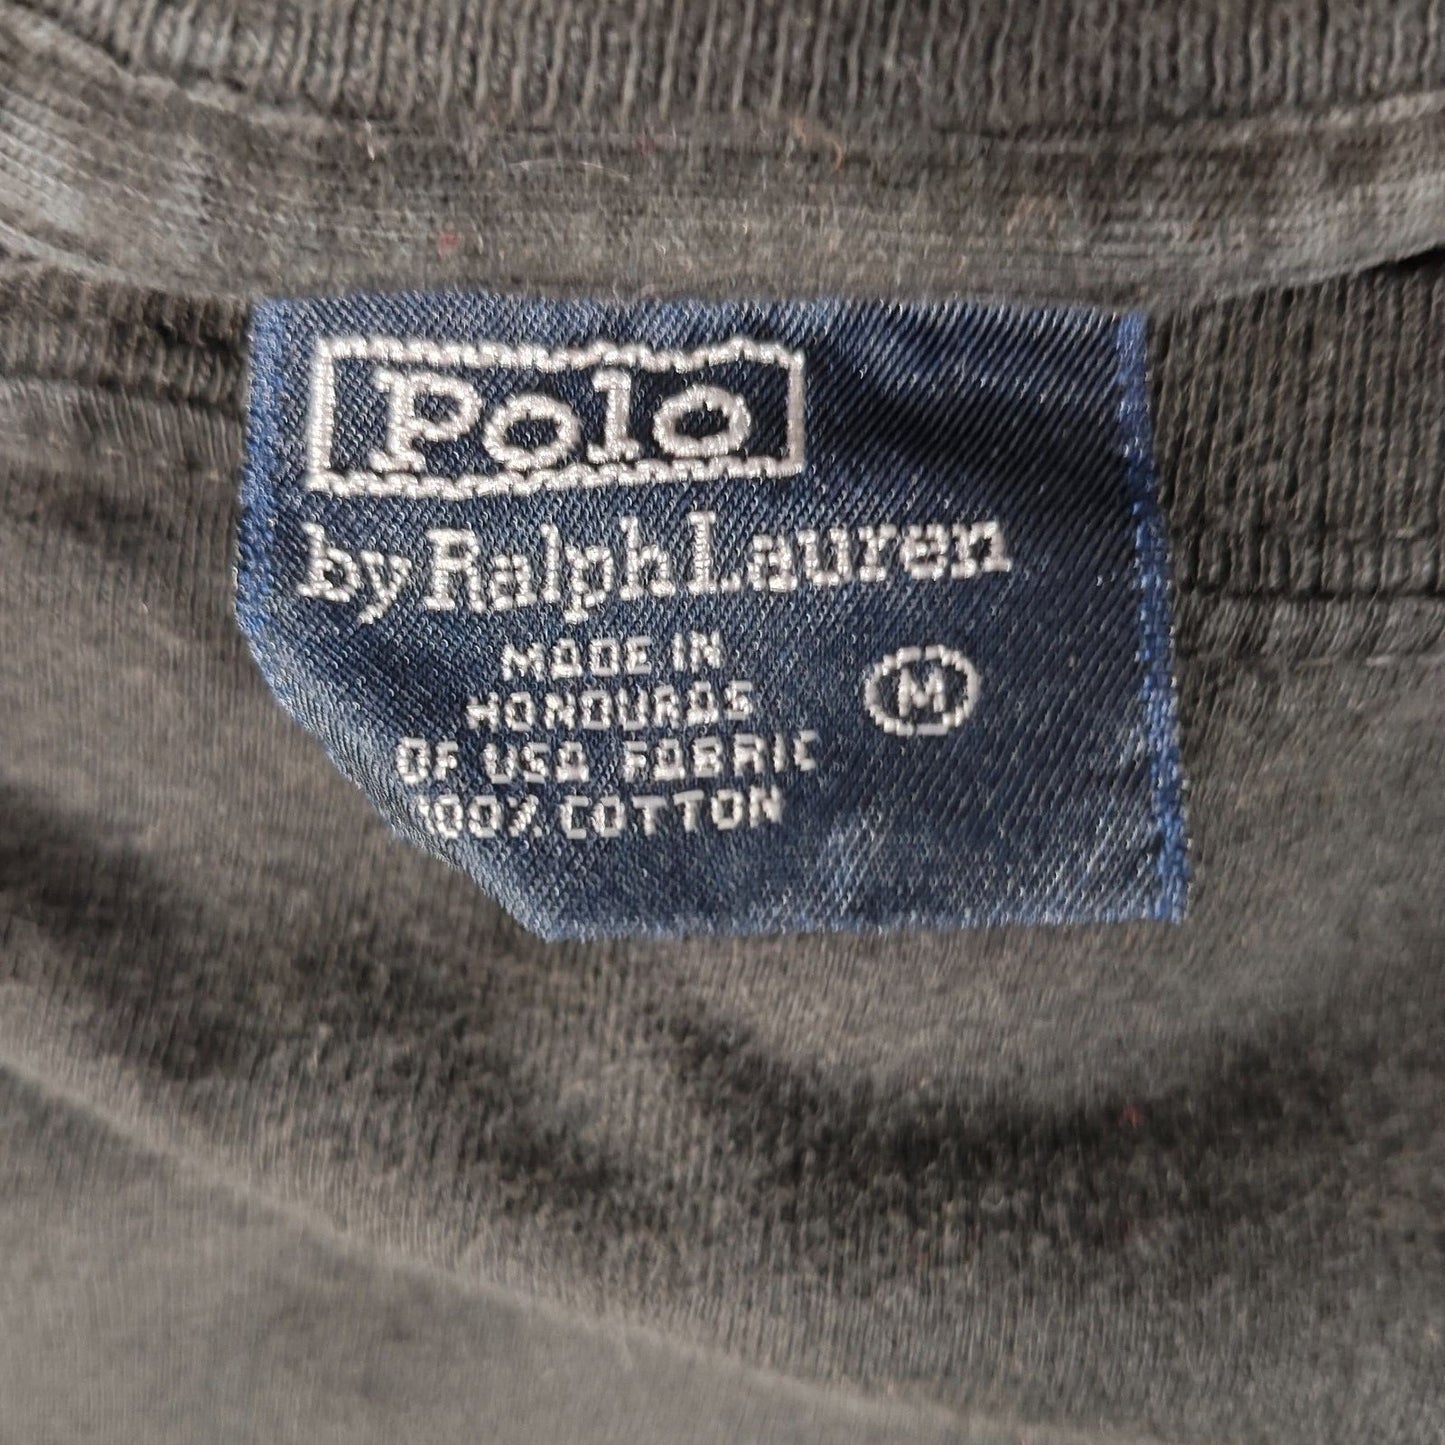 Polo
by Ralph Lauren
MADE IN
HONDURAS
OF USA FABRIC
100% COTTON
M